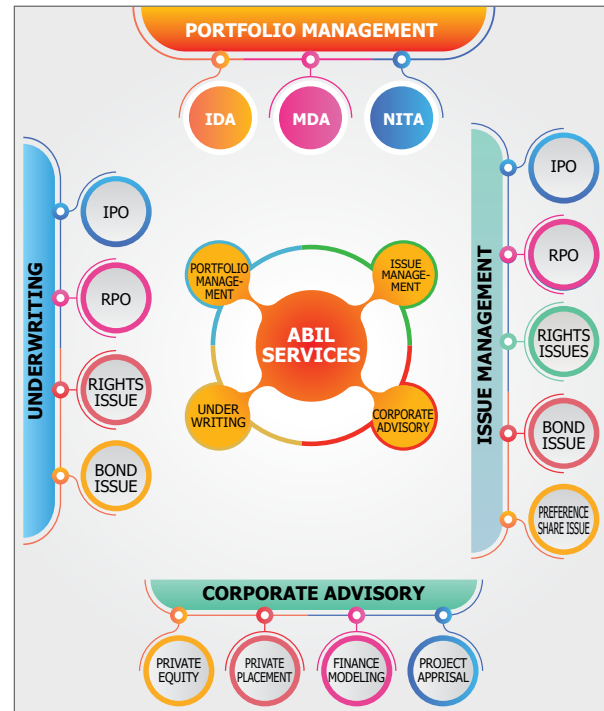 PORTFOLIO MANAGEMENT
IDA
MDA
NITA
UNDERWRITING
IPO
RPO
RIGHTS
ISSUE
BOND
ISSUE
PORTFOLIO
MANAGE-
MENT
ISSUE
MANAGE-
MENT
ABIL
SERVICES
UNDER
WRITING
CORPORATE
ADVISORY
ISSUE MANAGEMENT
IPO
RPO
RIGHTS
ISSUES
BOND
ISSUE
PREFERENCE
SHARE ISSUE
CORPORATE ADVISORY
PRIVATE
EQUITY
PRIVATE
PLACEMENT
FINANCE
MODELING
PROJECT
APPRISAL